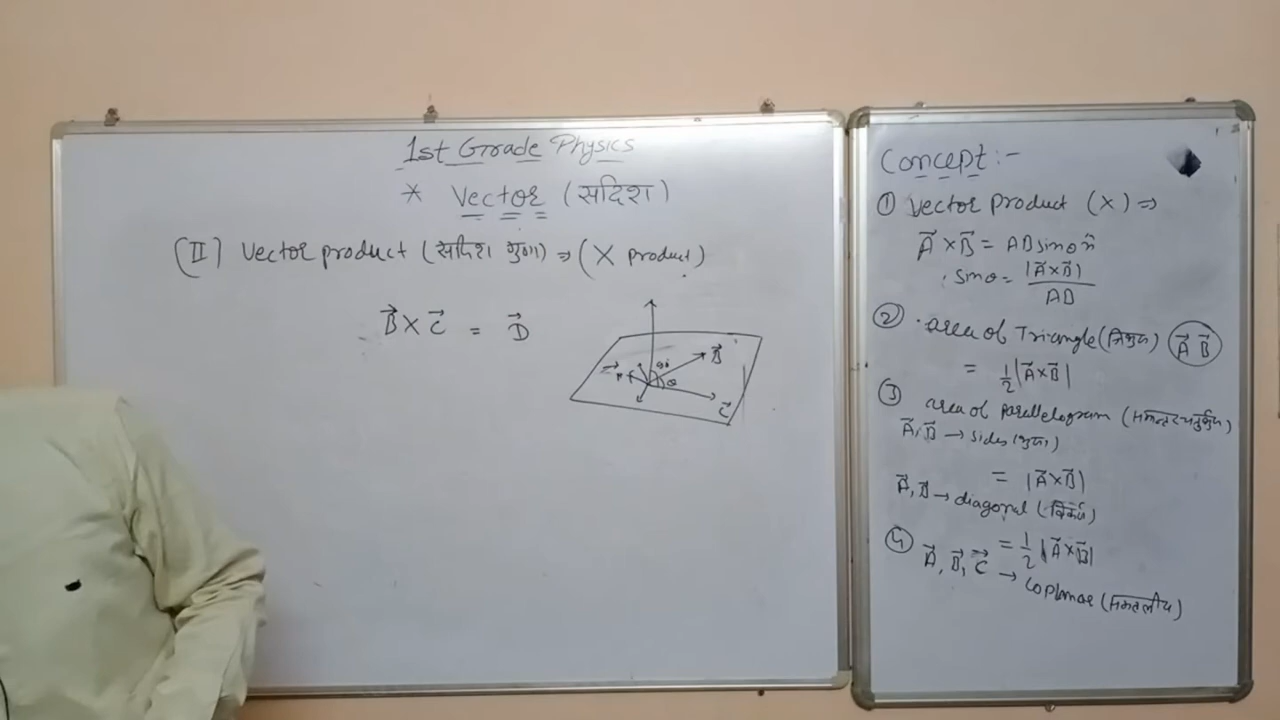 1st Grade Physics
* Vector (सदिश)
(II) Vector product (सदिश गुणा) ⇒ (X product)
B⃗ X C⃗ = D⃗
B⃗
90
θ
C⃗
Concept :-
① Vector product (X) ⇒
A⃗ X B⃗ = AB sinθ n̂
sinθ = |A⃗ X B⃗| / AB
② area of Triangle (त्रिभुज) A⃗ B⃗
= 1/2 |A⃗ X B⃗|
③ area of parallelogram (समान्तर चतुर्भुज)
A⃗, B⃗ → sides (भुजा)
= |A⃗ X B⃗|
A⃗, B⃗ → diagonal (विकर्ण)
= 1/2 |A⃗ X B⃗|
④ A⃗, B⃗, C⃗ → coplanar (समतलीय)